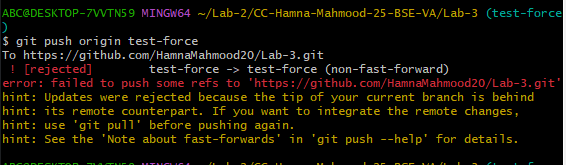 ABC@DESKTOP-7VVTN59 MINGW64 ~/Lab-2/CC-Hamna-Mahmood-25-BSE-VA/Lab-3 (test-force
)
$ git push origin test-force
To https://github.com/HamnaMahmood20/Lab-3.git
 ! [rejected]        test-force -> test-force (non-fast-forward)
error: failed to push some refs to 'https://github.com/HamnaMahmood20/Lab-3.git'
hint: Updates were rejected because the tip of your current branch is behind
hint: its remote counterpart. If you want to integrate the remote changes,
hint: use 'git pull' before pushing again.
hint: See the 'Note about fast-forwards' in 'git push --help' for details.